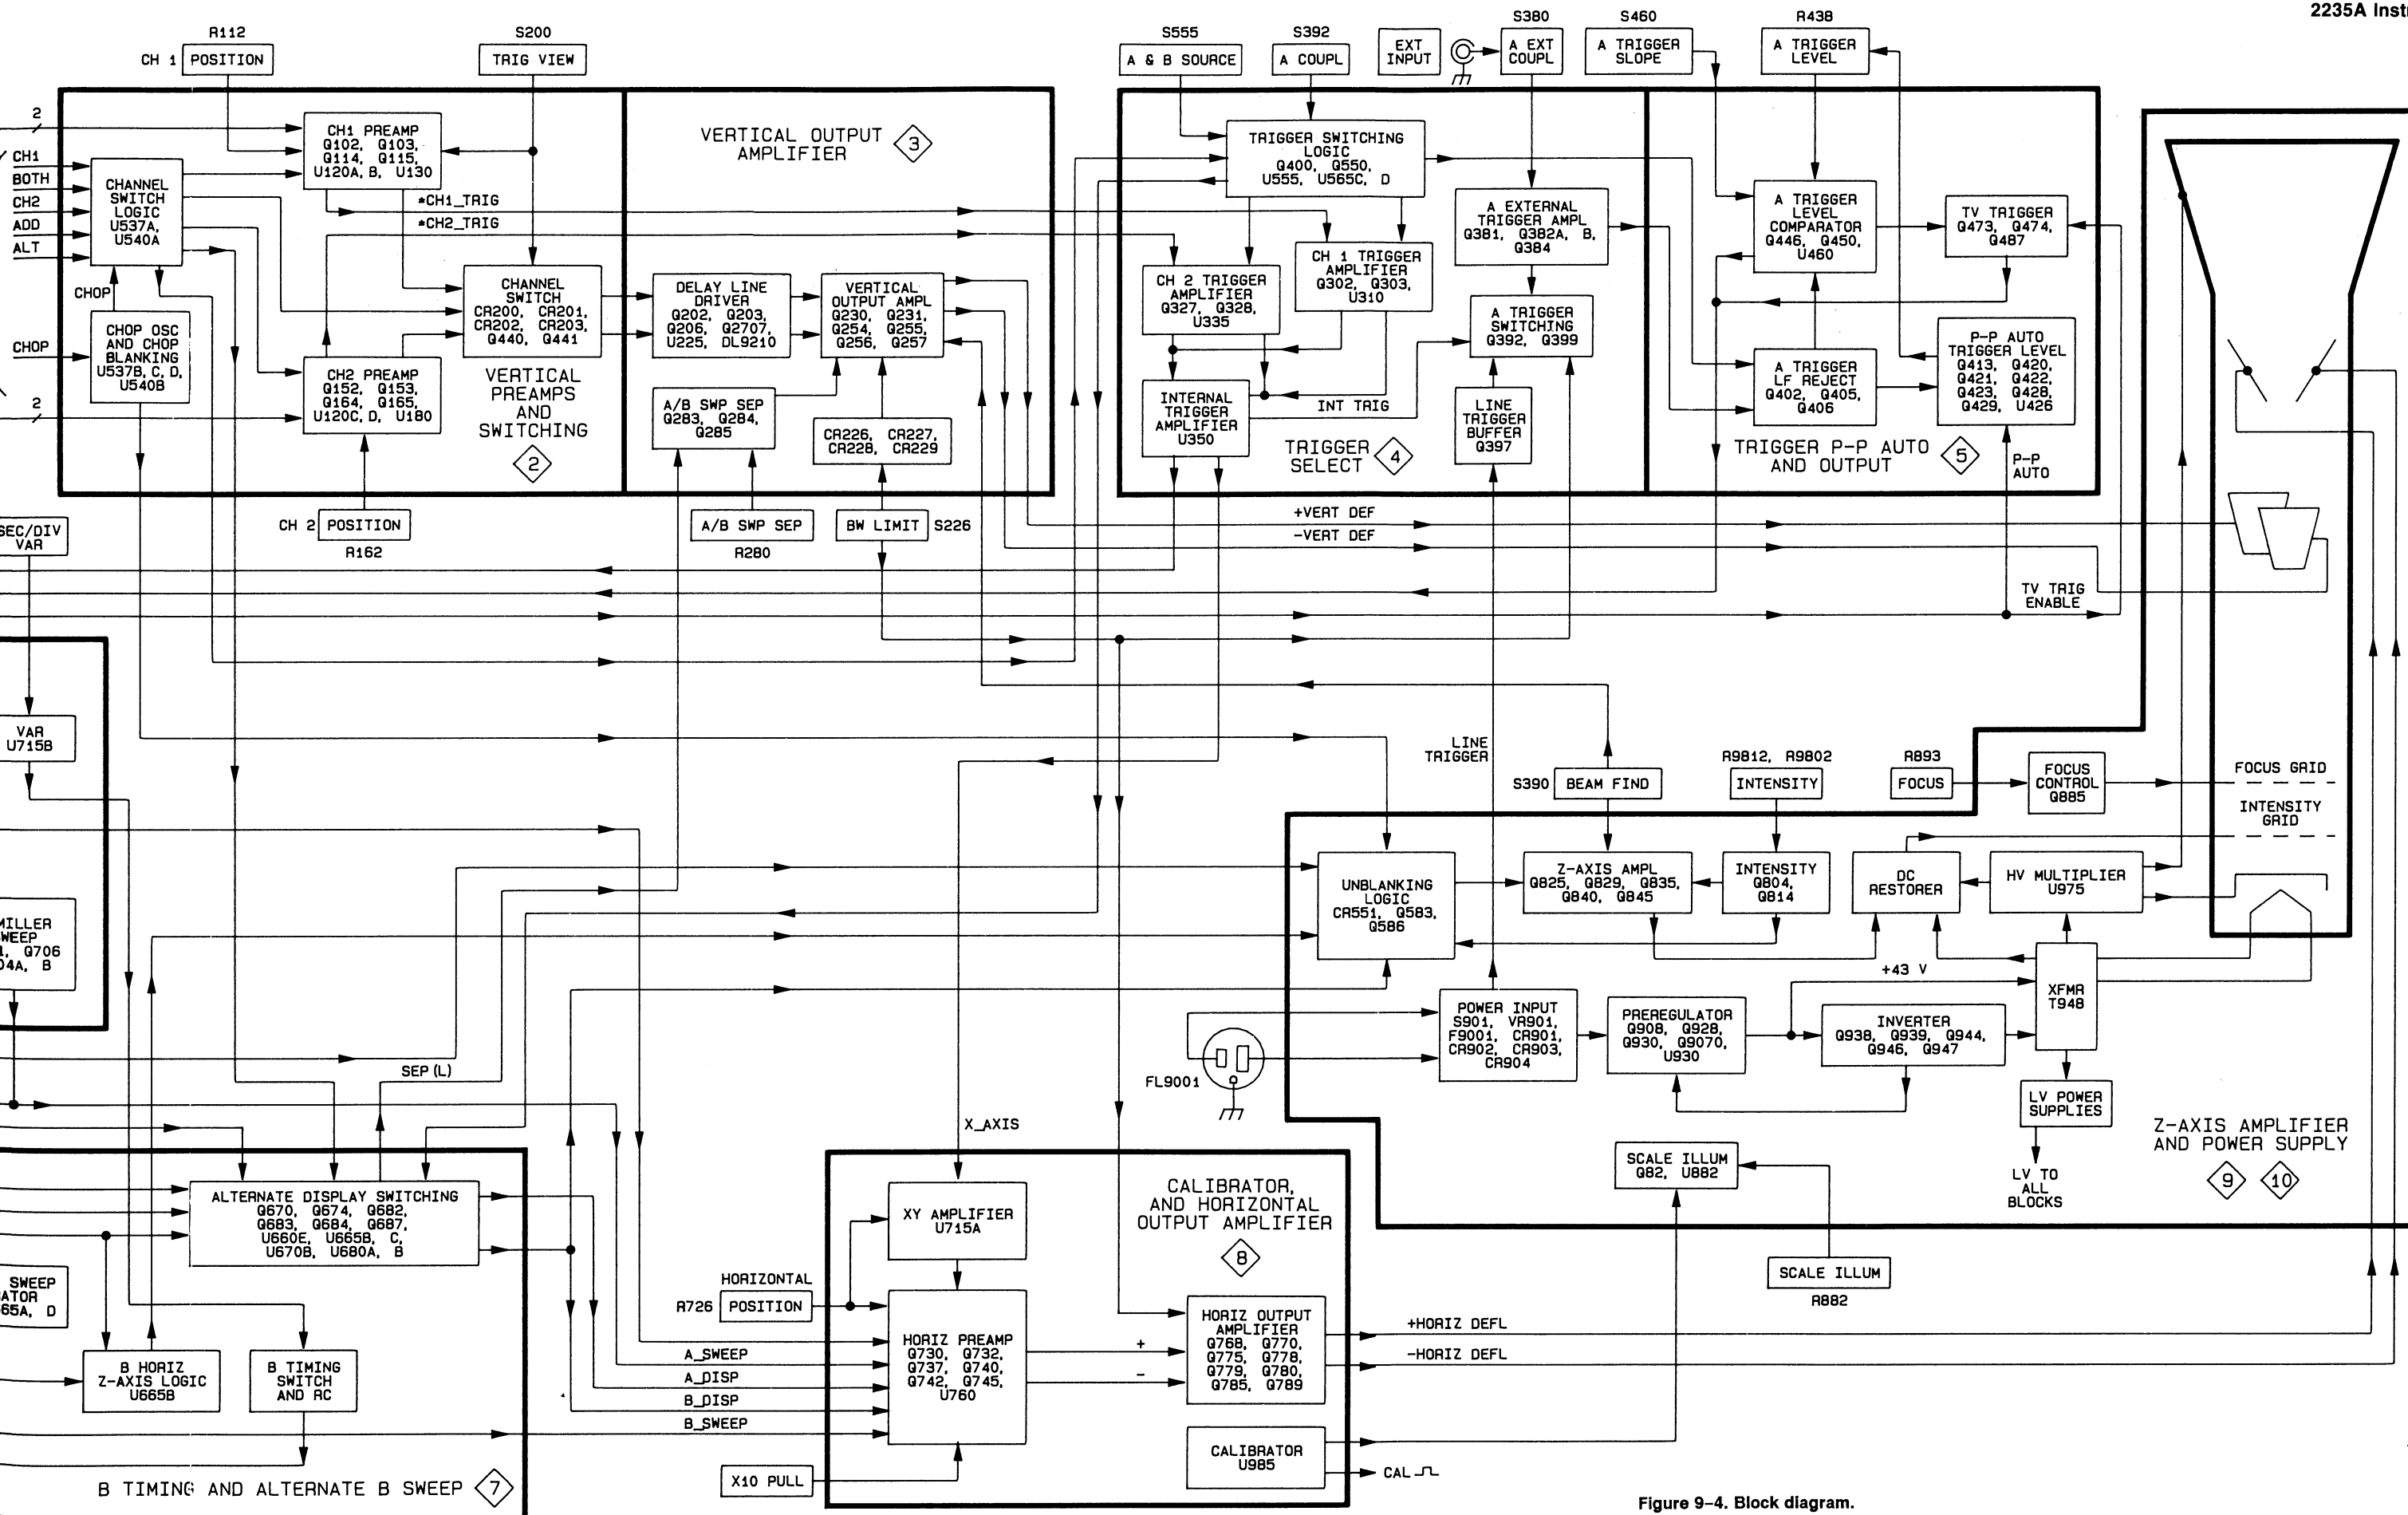 2235A Inst
R112
CH 1 POSITION
S200
TRIG VIEW
S555
A & B SOURCE
S392
A COUPL
EXT
INPUT
S380
A EXT
COUPL
S460
A TRIGGER
SLOPE
R438
A TRIGGER
LEVEL
2
CH1
BOTH
CH2
ADD
ALT
CHOP
2
CHANNEL
SWITCH
LOGIC
U537A,
U540A
CHOP
CHOP OSC
AND CHOP
BLANKING
U537B, C, D,
U540B
CH1 PREAMP
Q102, Q103,
Q114, Q115,
U120A, B, U130
*CH1_TRIG
*CH2_TRIG
CH2 PREAMP
Q152, Q153,
Q164, Q165,
U120C, D, U180
CHANNEL
SWITCH
CR200, CR201,
CR202, CR203,
Q440, Q441
VERTICAL
PREAMPS
AND
SWITCHING
2
CH 2 POSITION
R162
VERTICAL OUTPUT
AMPLIFIER
3
DELAY LINE
DRIVER
Q202, Q203,
Q206, Q2707,
U225, DL9210
VERTICAL
OUTPUT AMPL
Q230, Q231,
Q254, Q255,
Q256, Q257
A/B SWP SEP
Q283, Q284,
Q285
CR226, CR227,
CR228, CR229
A/B SWP SEP
R280
BW LIMIT S226
TRIGGER SWITCHING
LOGIC
Q400, Q550,
U555, U565C, D
CH 2 TRIGGER
AMPLIFIER
Q327, Q328,
U335
CH 1 TRIGGER
AMPLIFIER
Q302, Q303,
U310
INTERNAL
TRIGGER
AMPLIFIER
U350
INT TRIG
TRIGGER
SELECT
4
A EXTERNAL
TRIGGER AMPL
Q381, Q382A, B,
Q384
A TRIGGER
SWITCHING
Q392, Q399
LINE
TRIGGER
BUFFER
Q397
A TRIGGER
LEVEL
COMPARATOR
Q446, Q450,
U460
TV TRIGGER
Q473, Q474,
Q487
A TRIGGER
LF REJECT
Q402, Q405,
Q406
P-P AUTO
TRIGGER LEVEL
Q413, Q420,
Q421, Q422,
Q423, Q428,
Q429, U426
TRIGGER P-P AUTO
AND OUTPUT
5
P-P
AUTO
+VERT DEF
-VERT DEF
TV TRIG
ENABLE
SEC/DIV
VAR
VAR
U715B
MILLER
WEEP
1, Q706
04A, B
LINE
TRIGGER
S390 BEAM FIND
R9812, R9802
INTENSITY
R893
FOCUS
FOCUS
CONTROL
Q885
FOCUS GRID
INTENSITY
GRID
UNBLANKING
LOGIC
CR551, Q583,
Q586
Z-AXIS AMPL
Q825, Q829, Q835,
Q840, Q845
INTENSITY
Q804,
Q814
DC
RESTORER
HV MULTIPLIER
U975
+43 V
XFMR
T948
POWER INPUT
S901, VR901,
F9001, CR901,
CR902, CR903,
CR904
PREREGULATOR
Q908, Q928,
Q930, Q9070,
U930
INVERTER
Q938, Q939, Q944,
Q946, Q947
FL9001
LV POWER
SUPPLIES
LV TO
ALL
BLOCKS
Z-AXIS AMPLIFIER
AND POWER SUPPLY
9 10
SCALE ILLUM
Q82, U882
SCALE ILLUM
R882
SEP (L)
X_AXIS
ALTERNATE DISPLAY SWITCHING
Q670, Q674, Q682,
Q683, Q684, Q687,
U660E, U665B, C,
U670B, U680A, B
SWEEP
ATOR
65A, D
B HORIZ
Z-AXIS LOGIC
U665B
B TIMING
SWITCH
AND RC
B TIMING AND ALTERNATE B SWEEP
7
HORIZONTAL
R726 POSITION
A_SWEEP
A_DISP
B_DISP
B_SWEEP
X10 PULL
XY AMPLIFIER
U715A
HORIZ PREAMP
Q730, Q732,
Q737, Q740,
Q742, Q745,
U760
+
-
CALIBRATOR,
AND HORIZONTAL
OUTPUT AMPLIFIER
8
HORIZ OUTPUT
AMPLIFIER
Q768, Q770,
Q775, Q778,
Q779, Q780,
Q785, Q789
CALIBRATOR
U985
CAL
+HORIZ DEFL
-HORIZ DEFL
Figure 9-4. Block diagram.